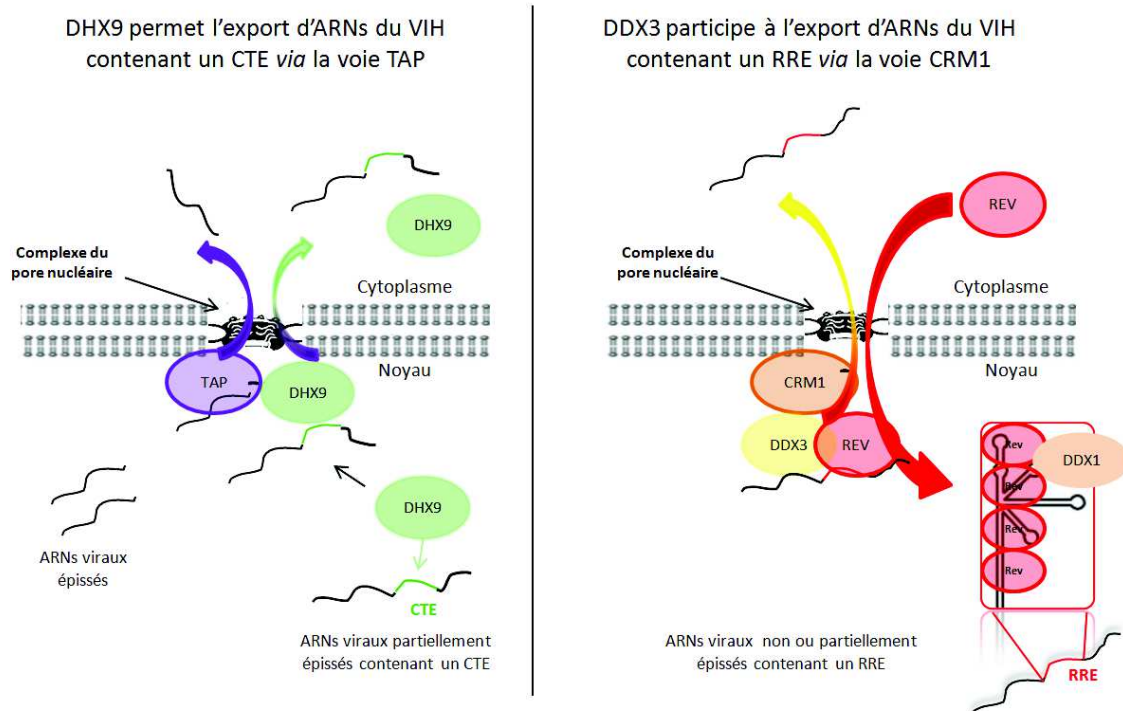 DHX9 permet l’export d’ARNs du VIH
contenant un CTE via la voie TAP
DHX9
Complexe du
pore nucléaire
Cytoplasme
Noyau
TAP
DHX9
DHX9
ARNs viraux
épissés
CTE
ARNs viraux partiellement
épissés contenant un CTE
DDX3 participe à l’export d’ARNs du VIH
contenant un RRE via la voie CRM1
REV
Complexe du
pore nucléaire
Cytoplasme
Noyau
CRM1
DDX3
REV
Rev
DDX1
Rev
Rev
Rev
ARNs viraux non ou partiellement
épissés contenant un RRE
RRE